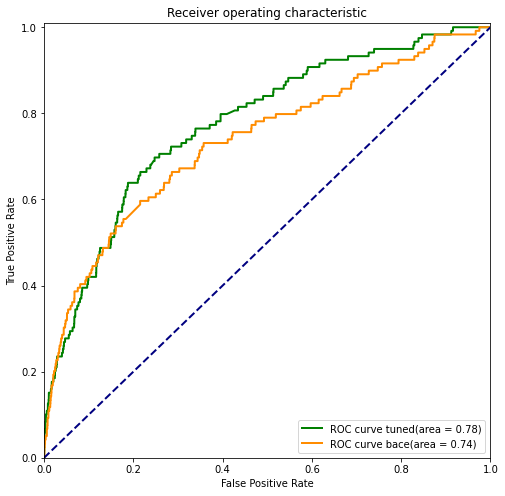 Receiver operating characteristic
1.0
0.8
0.6
0.4
0.2
0.0
True Positive Rate
0.0 0.2 0.4 0.6 0.8 1.0
False Positive Rate
ROC curve tuned(area = 0.78)
ROC curve bace(area = 0.74)